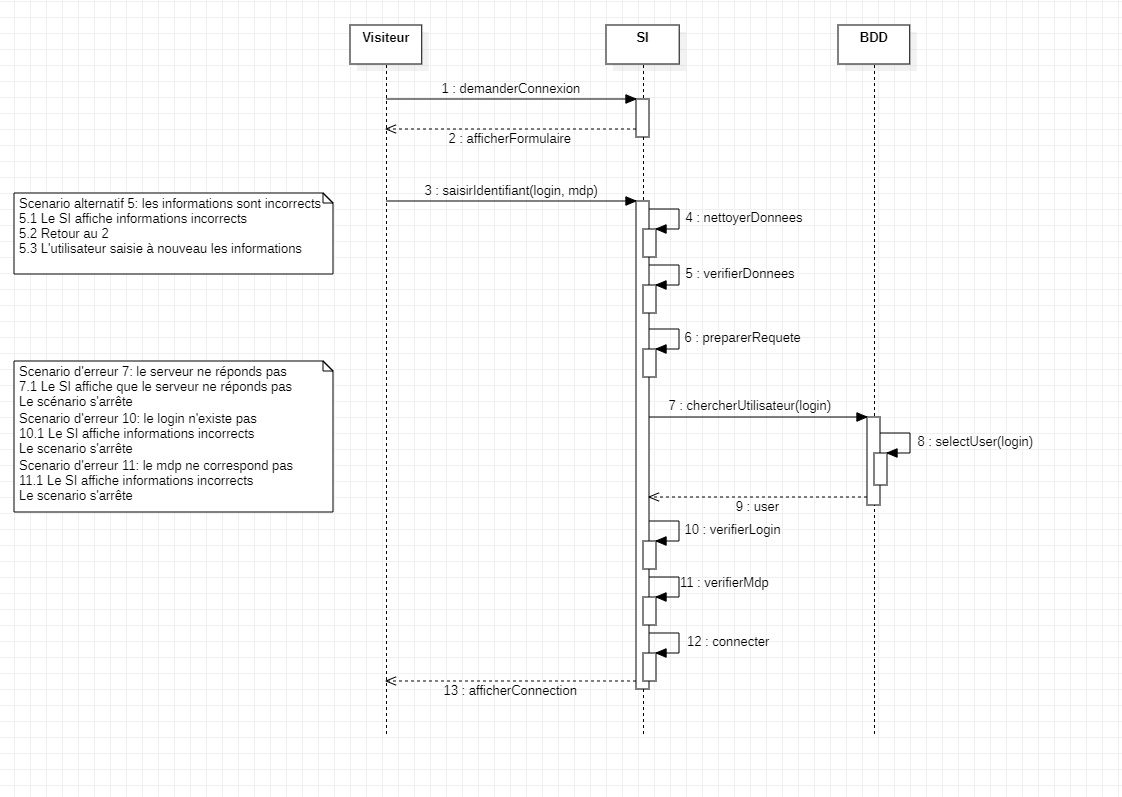 Visiteur
SI
BDD
1 : demanderConnexion
2 : afficherFormulaire
3 : saisirIdentifiant(login, mdp)
Scenario alternatif 5: les informations sont incorrects
5.1 Le SI affiche informations incorrects
5.2 Retour au 2
5.3 L'utilisateur saisie à nouveau les informations
4 : nettoyerDonnees
5 : verifierDonnees
6 : preparerRequete
Scenario d'erreur 7: le serveur ne réponds pas
7.1 Le SI affiche que le serveur ne réponds pas
Le scénario s'arrête
Scenario d'erreur 10: le login n'existe pas
10.1 Le SI affiche informations incorrects
Le scenario s'arrête
Scenario d'erreur 11: le mdp ne correspond pas
11.1 Le SI affiche informations incorrects
Le scenario s'arrête
7 : chercherUtilisateur(login)
8 : selectUser(login)
9 : user
10 : verifierLogin
11 : verifierMdp
12 : connecter
13 : afficherConnection